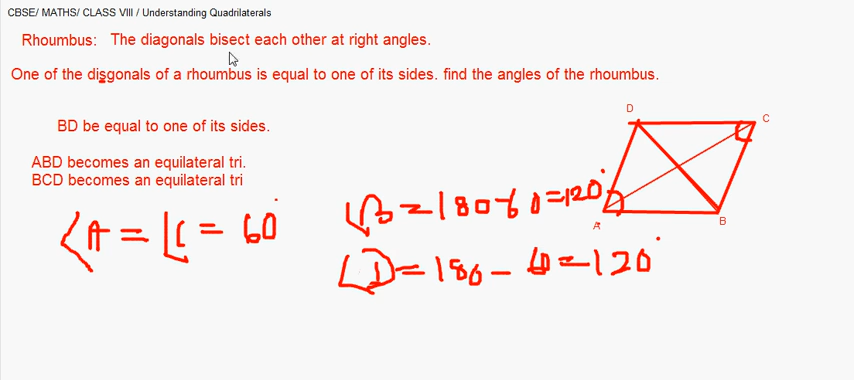 CBSE/ MATHS/ CLASS VIII / Understanding Quadrilaterals
Rhoumbus: The diagonals bisect each other at right angles.
One of the disgonals of a rhoumbus is equal to one of its sides. find the angles of the rhoumbus.
BD be equal to one of its sides.
ABD becomes an equilateral tri.
BCD becomes an equilateral tri
∠A = ∠C = 60°
∠B = 180-60=120°
∠D = 180 - 60 = 120°
D
C
A
B